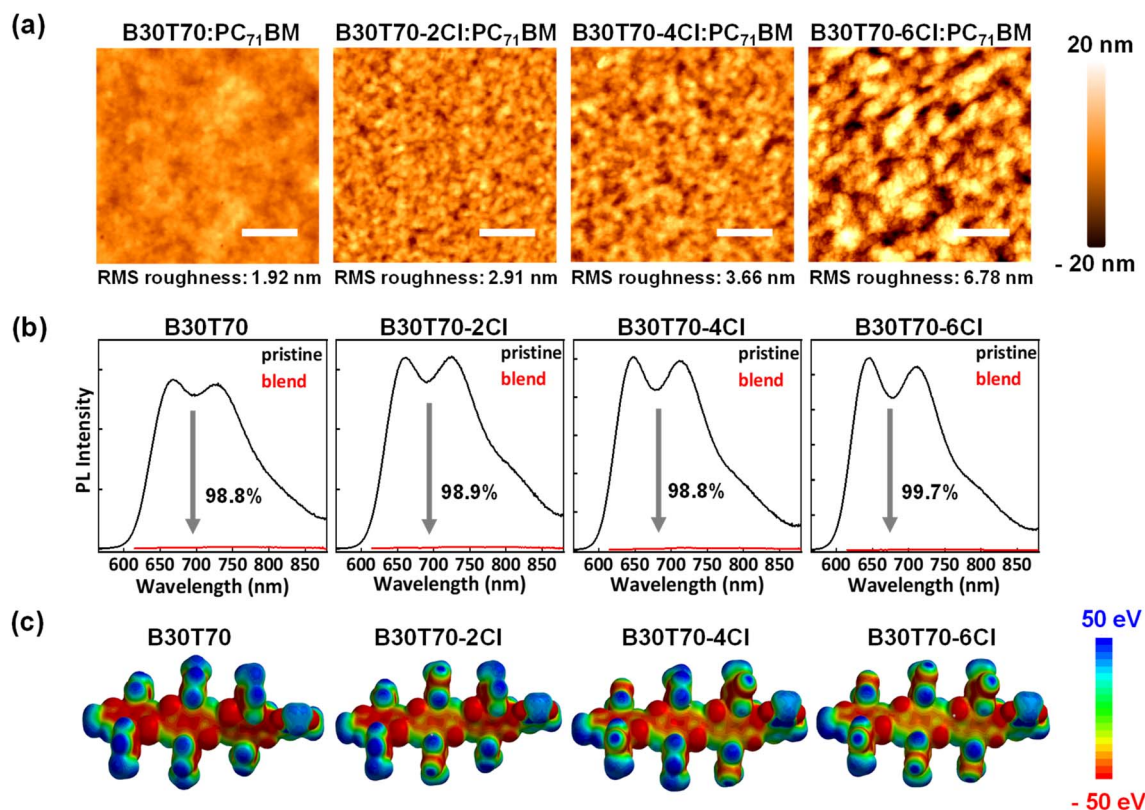 (a)
B30T70:PC71BM B30T70-2Cl:PC71BM B30T70-4Cl:PC71BM B30T70-6Cl:PC71BM
20 nm
- 20 nm
RMS roughness: 1.92 nm RMS roughness: 2.91 nm RMS roughness: 3.66 nm RMS roughness: 6.78 nm
(b)
B30T70 B30T70-2Cl B30T70-4Cl B30T70-6Cl
pristine pristine pristine pristine
blend blend blend blend
PL Intensity
98.8% 98.9% 98.8% 99.7%
600 650 700 750 800 850 600 650 700 750 800 850 600 650 700 750 800 850 600 650 700 750 800 850
Wavelength (nm) Wavelength (nm) Wavelength (nm) Wavelength (nm)
(c)
B30T70 B30T70-2Cl B30T70-4Cl B30T70-6Cl
50 eV
- 50 eV